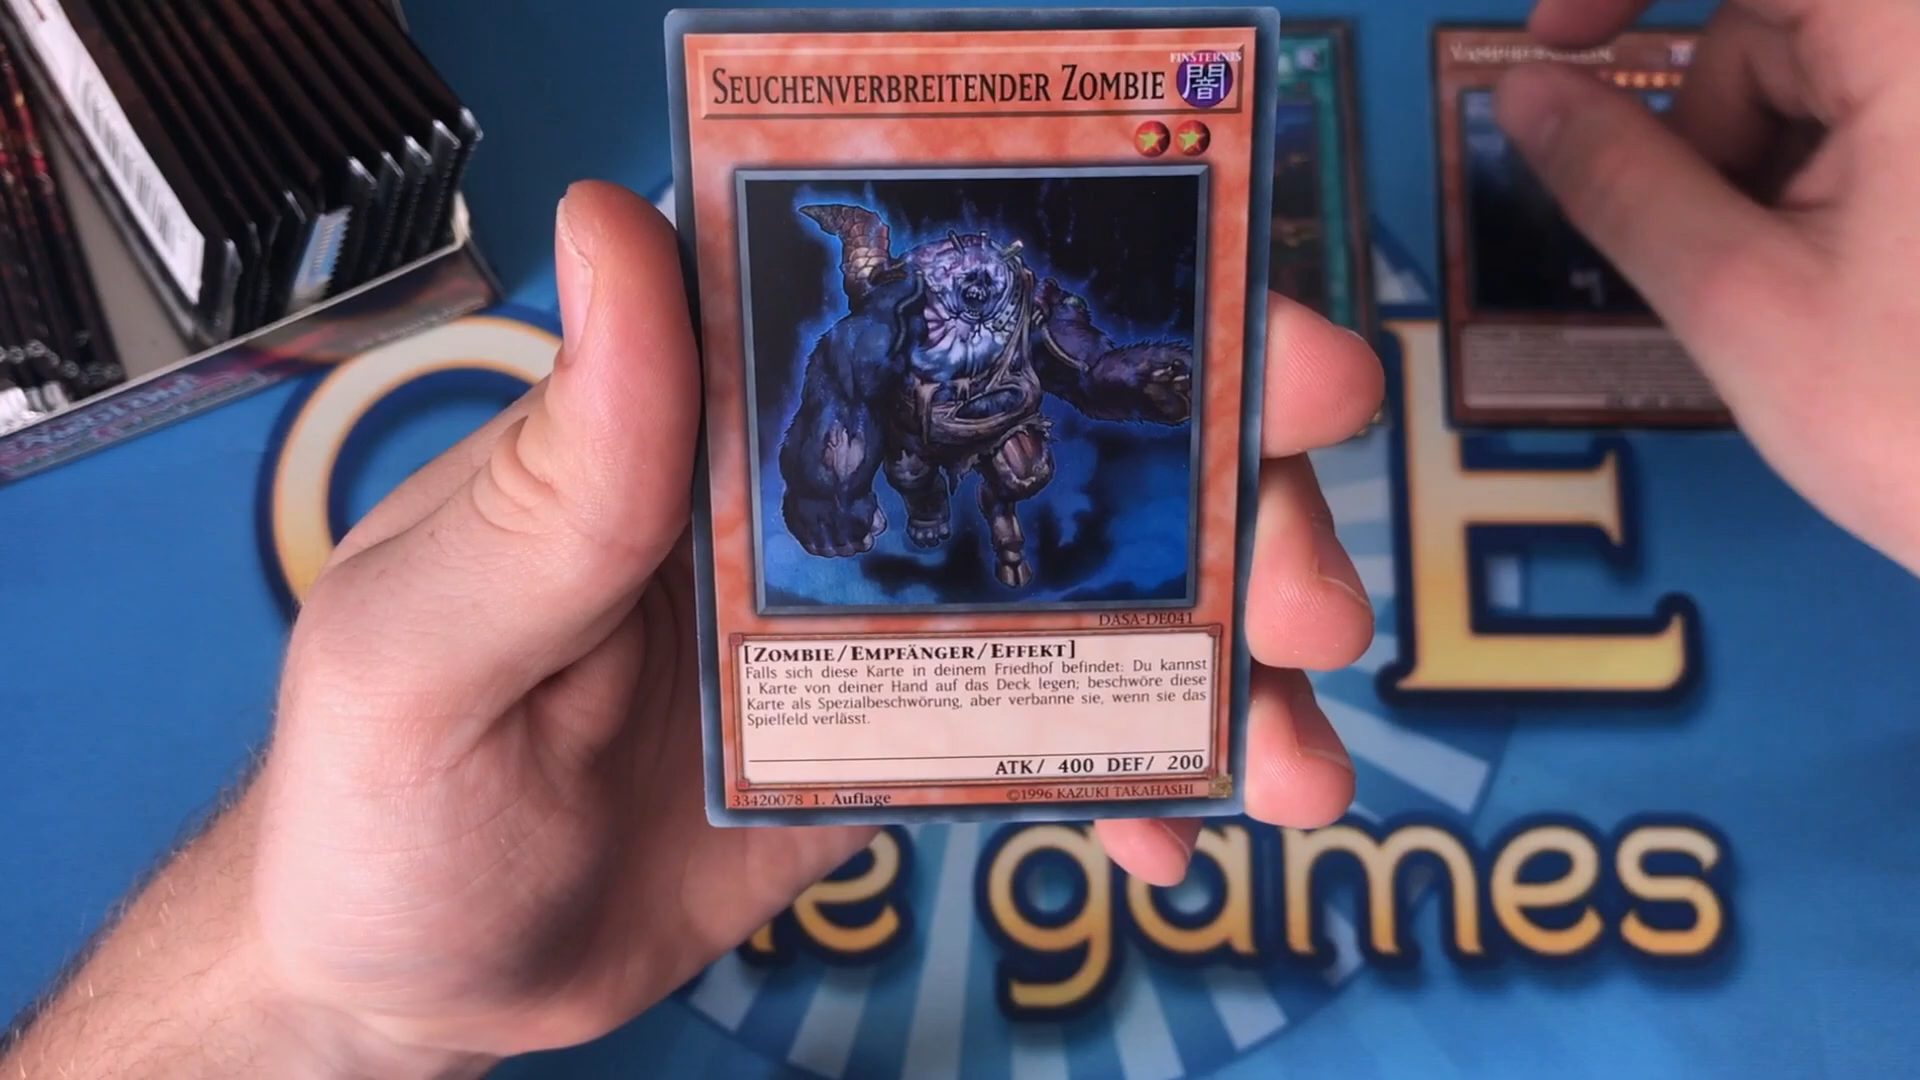 SEUCHENVERBREITENDER ZOMBIE
FINSTERNIS
闇
DASA-DE041
[ZOMBIE/EMPFÄNGER/EFFEKT]
Falls sich diese Karte in deinem Friedhof befindet: Du kannst
1 Karte von deiner Hand auf das Deck legen; beschwöre diese
Karte als Spezialbeschwörung, aber verbanne sie, wenn sie das
Spielfeld verlässt.
ATK/ 400 DEF/ 200
33420078 1. Auflage
©1996 KAZUKI TAKAHASHI
games